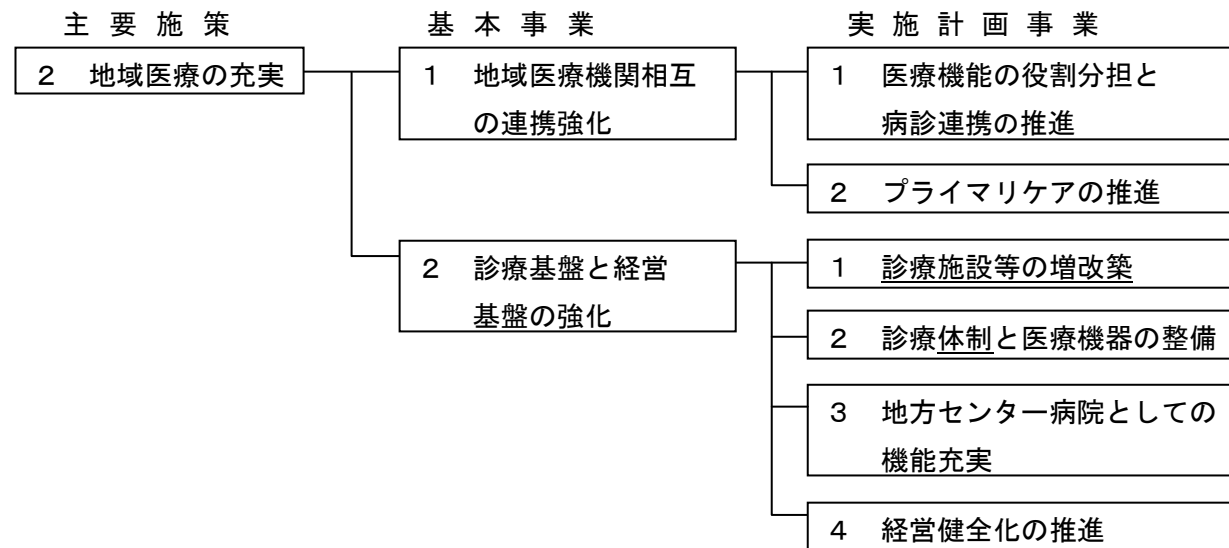 主要施策
基本事業
実施計画事業
２　地域医療の充実
１　地域医療機関相互
の連携強化
１　医療機能の役割分担と
病診連携の推進
２　プライマリケアの推進
２　診療基盤と経営
基盤の強化
１　診療施設等の増改築
２　診療体制と医療機器の整備
３　地方センター病院としての
機能充実
４　経営健全化の推進